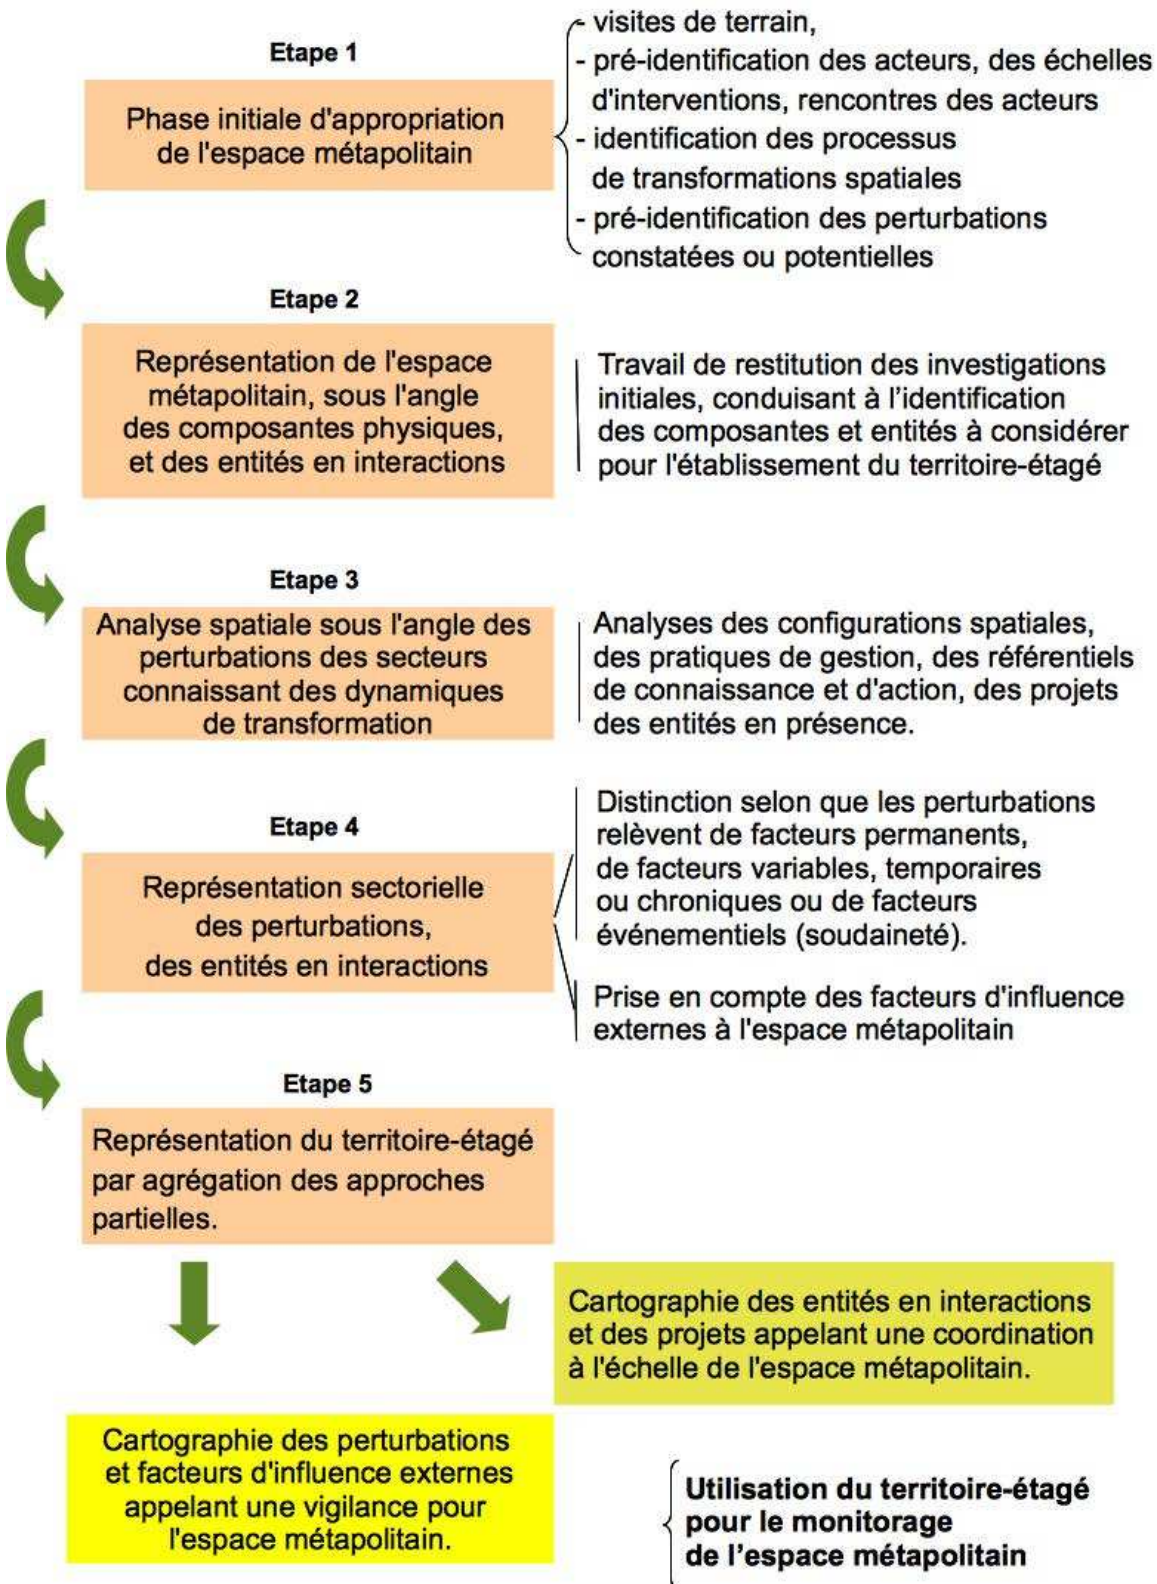 Etape 1
Phase initiale d'appropriation
de l'espace métapolitain
- visites de terrain,
- pré-identification des acteurs, des échelles
d'interventions, rencontres des acteurs
- identification des processus
de transformations spatiales
- pré-identification des perturbations
constatées ou potentielles
Etape 2
Représentation de l'espace
métapolitain, sous l'angle
des composantes physiques,
et des entités en interactions
Travail de restitution des investigations
initiales, conduisant à l’identification
des composantes et entités à considérer
pour l'établissement du territoire-étagé
Etape 3
Analyse spatiale sous l'angle des
perturbations des secteurs
connaissant des dynamiques
de transformation
Analyses des configurations spatiales,
des pratiques de gestion, des référentiels
de connaissance et d'action, des projets
des entités en présence.
Etape 4
Représentation sectorielle
des perturbations,
des entités en interactions
Distinction selon que les perturbations
relèvent de facteurs permanents,
de facteurs variables, temporaires
ou chroniques ou de facteurs
événementiels (soudaineté).
Prise en compte des facteurs d'influence
externes à l'espace métapolitain
Etape 5
Représentation du territoire-étagé
par agrégation des approches
partielles.
Cartographie des entités en interactions
et des projets appelant une coordination
à l'échelle de l'espace métapolitain.
Cartographie des perturbations
et facteurs d'influence externes
appelant une vigilance pour
l'espace métapolitain.
Utilisation du territoire-étagé
pour le monitorage
de l’espace métapolitain